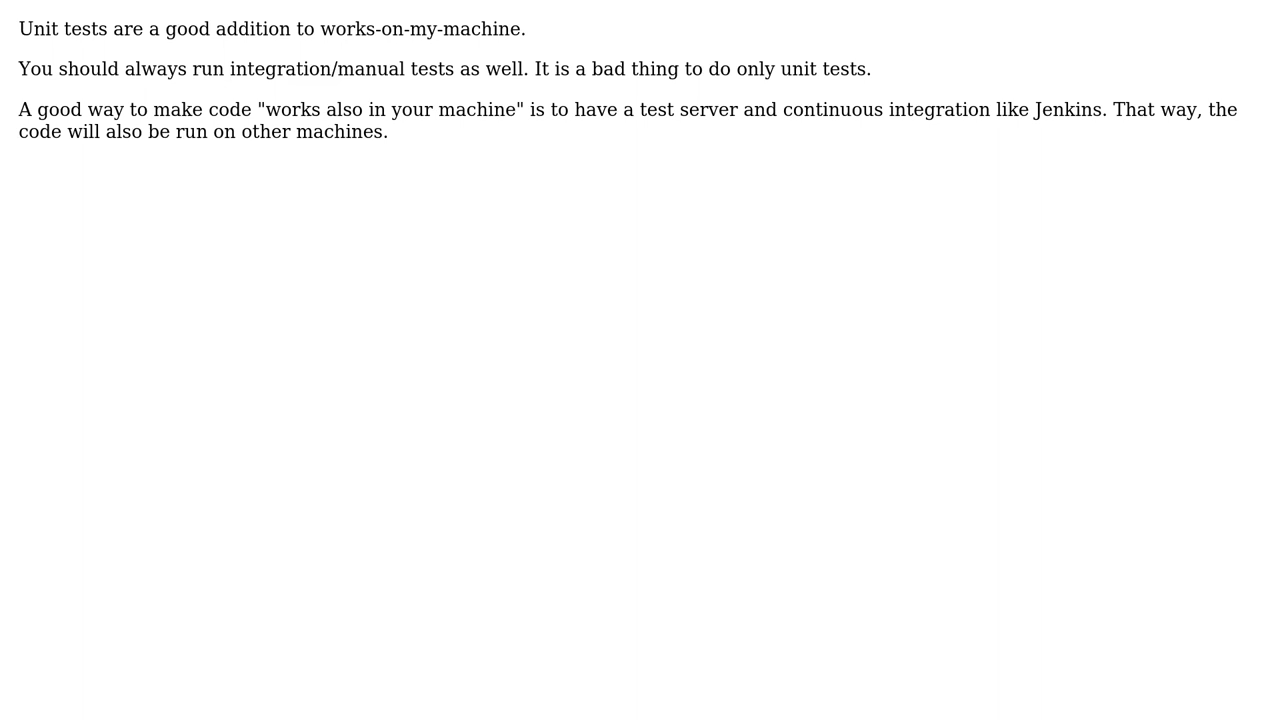 Unit tests are a good addition to works-on-my-machine.
You should always run integration/manual tests as well. It is a bad thing to do only unit tests.
A good way to make code "works also in your machine" is to have a test server and continuous integration like Jenkins. That way, the
code will also be run on other machines.